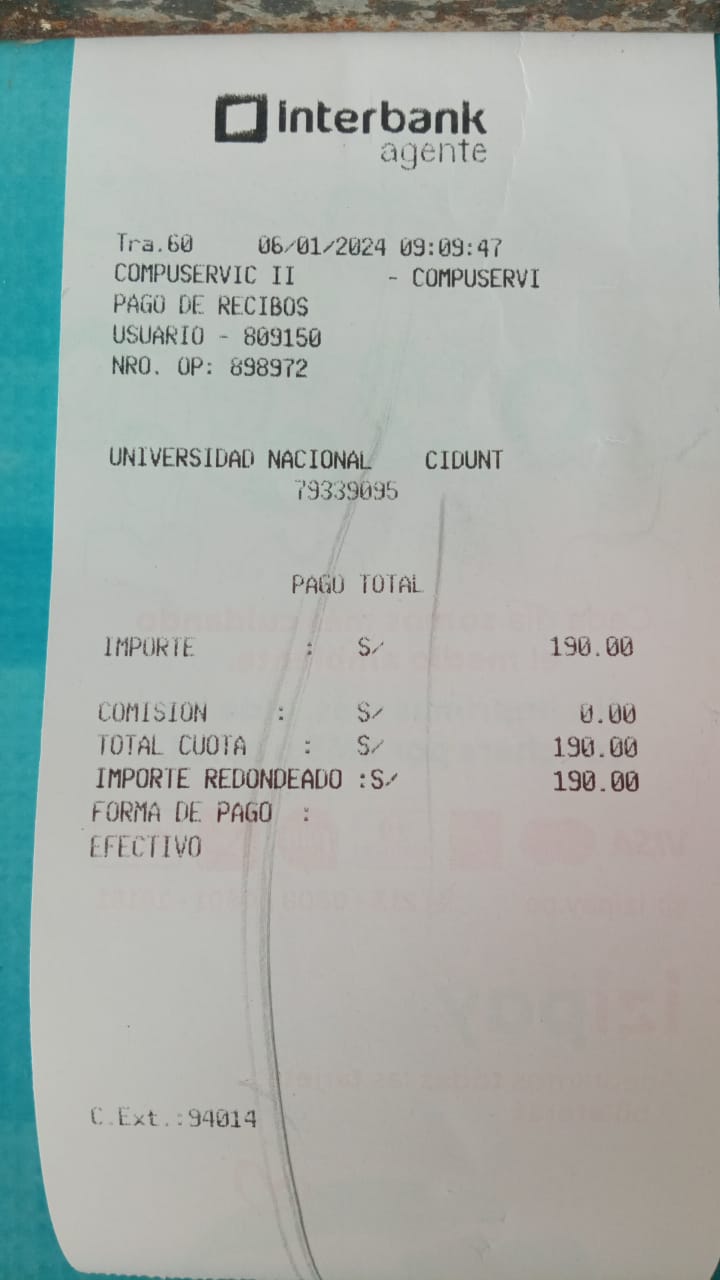 interbank
agente
Tra.60 06/01/2024 09:09:47
COMPUSERVIC II - COMPUSERVI
PAGO DE RECIBOS
USUARIO - 809150
NRO. OP: 898972
UNIVERSIDAD NACIONAL CIDUNT
79339095
PAGO TOTAL
IMPORTE : S/ 190.00
COMISION : S/ 0.00
TOTAL CUOTA : S/ 190.00
IMPORTE REDONDEADO :S/ 190.00
FORMA DE PAGO :
EFECTIVO
C.Ext.:94014